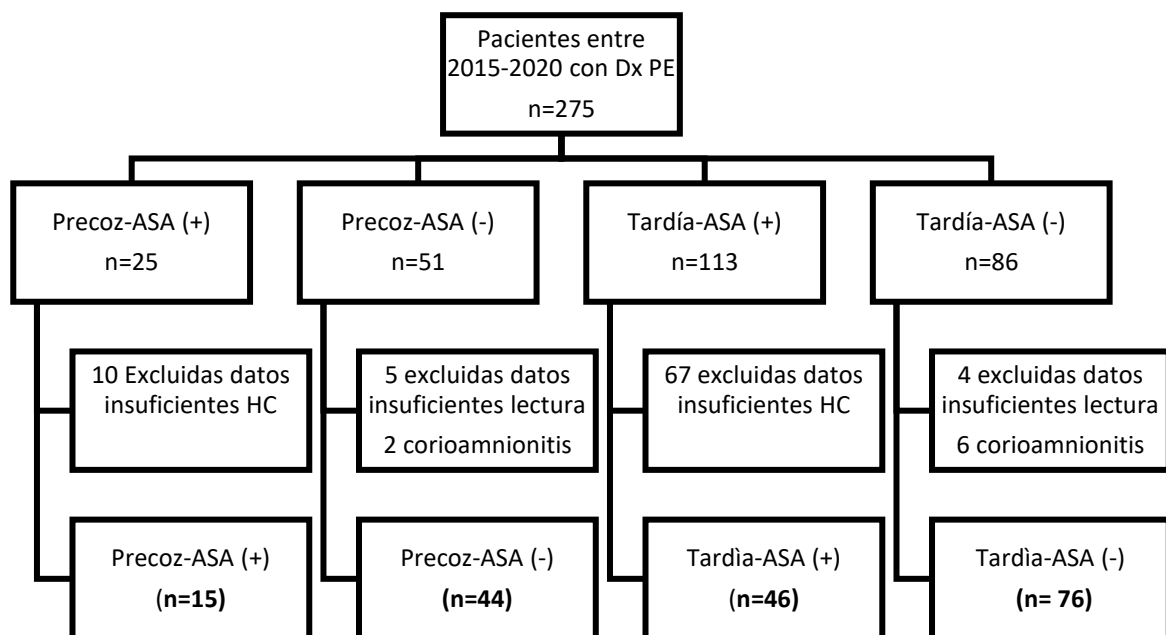 Pacientes entre
2015-2020 con Dx PE
n=275
Precoz-ASA (+)
n=25
Precoz-ASA (-)
n=51
Tardía-ASA (+)
n=113
Tardía-ASA (-)
n=86
10 Excluidas datos
insuficientes HC
5 excluidas datos
insuficientes lectura
2 corioamnionitis
67 excluidas datos
insuficientes HC
4 excluidas datos
insuficientes lectura
6 corioamnionitis
Precoz-ASA (+)
(n=15)
Precoz-ASA (-)
(n=44)
Tardìa-ASA (+)
(n=46)
Tardìa-ASA (-)
(n= 76)